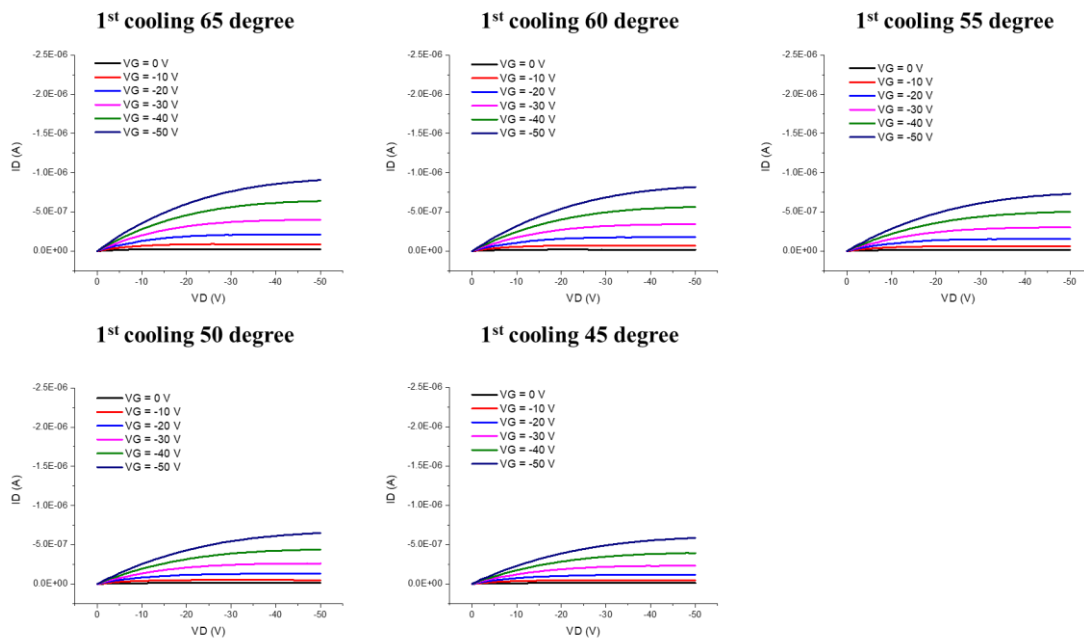 1st cooling 65 degree
-2.5E-06
-2.0E-06
-1.5E-06
-1.0E-06
-5.0E-07
0.0E+00
ID (A)
VG = 0 V
VG = -10 V
VG = -20 V
VG = -30 V
VG = -40 V
VG = -50 V
0 -10 -20 -30 -40 -50
VD (V)
1st cooling 60 degree
-2.5E-06
-2.0E-06
-1.5E-06
-1.0E-06
-5.0E-07
0.0E+00
ID (A)
VG = 0 V
VG = -10 V
VG = -20 V
VG = -30 V
VG = -40 V
VG = -50 V
0 -10 -20 -30 -40 -50
VD (V)
1st cooling 55 degree
-2.5E-06
-2.0E-06
-1.5E-06
-1.0E-06
-5.0E-07
0.0E+00
ID (A)
VG = 0 V
VG = -10 V
VG = -20 V
VG = -30 V
VG = -40 V
VG = -50 V
0 -10 -20 -30 -40 -50
VD (V)
1st cooling 50 degree
-2.5E-06
-2.0E-06
-1.5E-06
-1.0E-06
-5.0E-07
0.0E+00
ID (A)
VG = 0 V
VG = -10 V
VG = -20 V
VG = -30 V
VG = -40 V
VG = -50 V
0 -10 -20 -30 -40 -50
VD (V)
1st cooling 45 degree
-2.5E-06
-2.0E-06
-1.5E-06
-1.0E-06
-5.0E-07
0.0E+00
ID (A)
VG = 0 V
VG = -10 V
VG = -20 V
VG = -30 V
VG = -40 V
VG = -50 V
0 -10 -20 -30 -40 -50
VD (V)